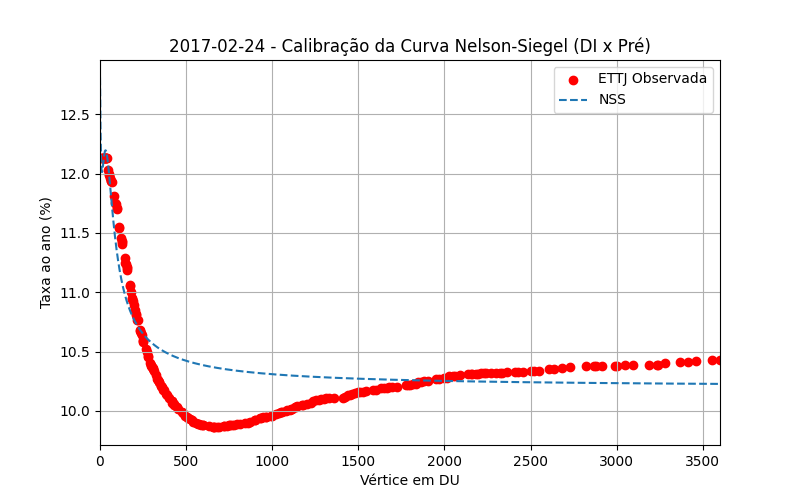 2017-02-24 - Calibração da Curva Nelson-Siegel (DI x Pré)
ETTJ Observada
NSS
Taxa ao ano (%)
12.5
12.0
11.5
11.0
10.5
10.0
0 500 1000 1500 2000 2500 3000 3500
Vértice em DU